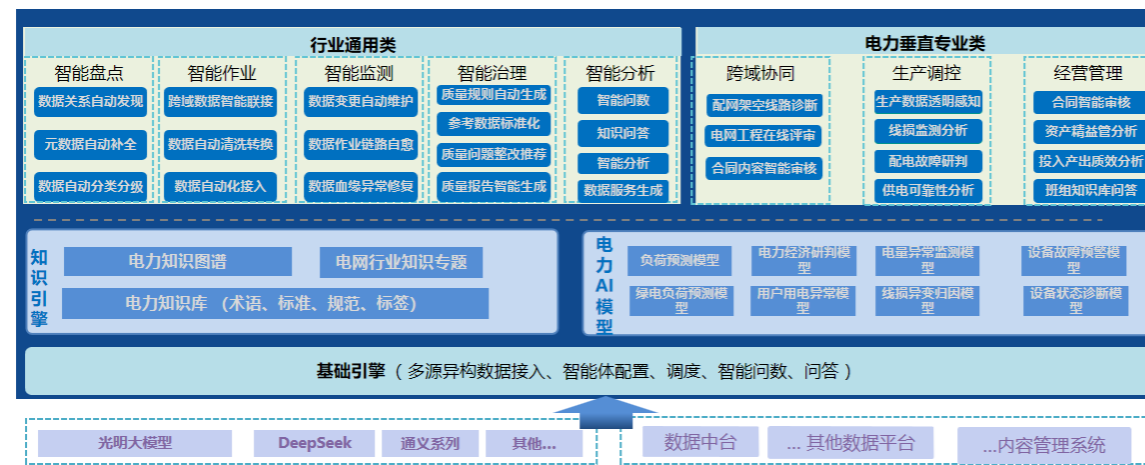 行业通用类
电力垂直专业类
智能盘点
数据关系自动发现
元数据自动补全
数据自动分类分级
智能作业
跨域数据智能联接
数据自动清洗转换
数据自动化接入
智能监测
数据变更自动维护
数据作业链路自愈
数据血缘异常修复
智能治理
质量规则自动生成
参考数据标准化
质量问题整改推荐
质量报告智能生成
智能分析
智能问数
知识问答
智能分析
数据服务生成
跨域协同
配网架空线路诊断
电网工程在线评审
合同内容智能审核
生产调控
生产数据透明感知
线损监测分析
配电故障研判
供电可靠性分析
经营管理
合同智能审核
资产精益管分析
投入产出质效分析
班组知识库问答
知识引擎
电力知识图谱
电网行业知识专题
电力知识库 （术语、标准、规范、标签）
电力AI模型
负荷预测模型
电力经济研判模
型
电量异常监测模
型
设备故障预警模
型
绿电负荷预测模
型
用户用电异常模
型
线损异变归因模
型
设备状态诊断模
型
基础引擎（多源异构数据接入、智能体配置、调度、智能问数、问答）
光明大模型
DeepSeek
通义系列
其他...
数据中台
... 其他数据平台
...内容管理系统